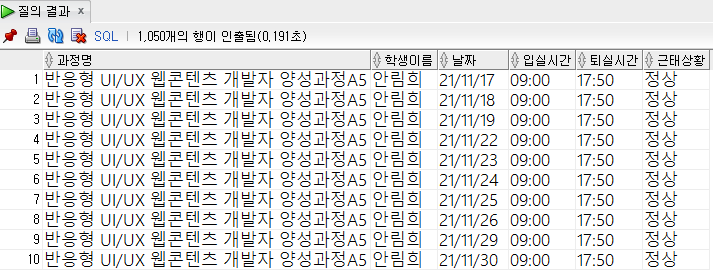 질의 결과 x
SQL | 1,050개의 행이 인출됨(0,191초)
과정명 학생이름 날짜 입실시간 퇴실시간 근태상황
1 반응형 UI/UX 웹콘텐츠 개발자 양성과정A5 안림희 21/11/17 09:00 17:50 정상
2 반응형 UI/UX 웹콘텐츠 개발자 양성과정A5 안림희 21/11/18 09:00 17:50 정상
3 반응형 UI/UX 웹콘텐츠 개발자 양성과정A5 안림희 21/11/19 09:00 17:50 정상
4 반응형 UI/UX 웹콘텐츠 개발자 양성과정A5 안림희 21/11/22 09:00 17:50 정상
5 반응형 UI/UX 웹콘텐츠 개발자 양성과정A5 안림희 21/11/23 09:00 17:50 정상
6 반응형 UI/UX 웹콘텐츠 개발자 양성과정A5 안림희 21/11/24 09:00 17:50 정상
7 반응형 UI/UX 웹콘텐츠 개발자 양성과정A5 안림희 21/11/25 09:00 17:50 정상
8 반응형 UI/UX 웹콘텐츠 개발자 양성과정A5 안림희 21/11/26 09:00 17:50 정상
9 반응형 UI/UX 웹콘텐츠 개발자 양성과정A5 안림희 21/11/29 09:00 17:50 정상
10 반응형 UI/UX 웹콘텐츠 개발자 양성과정A5 안림희 21/11/30 09:00 17:50 정상